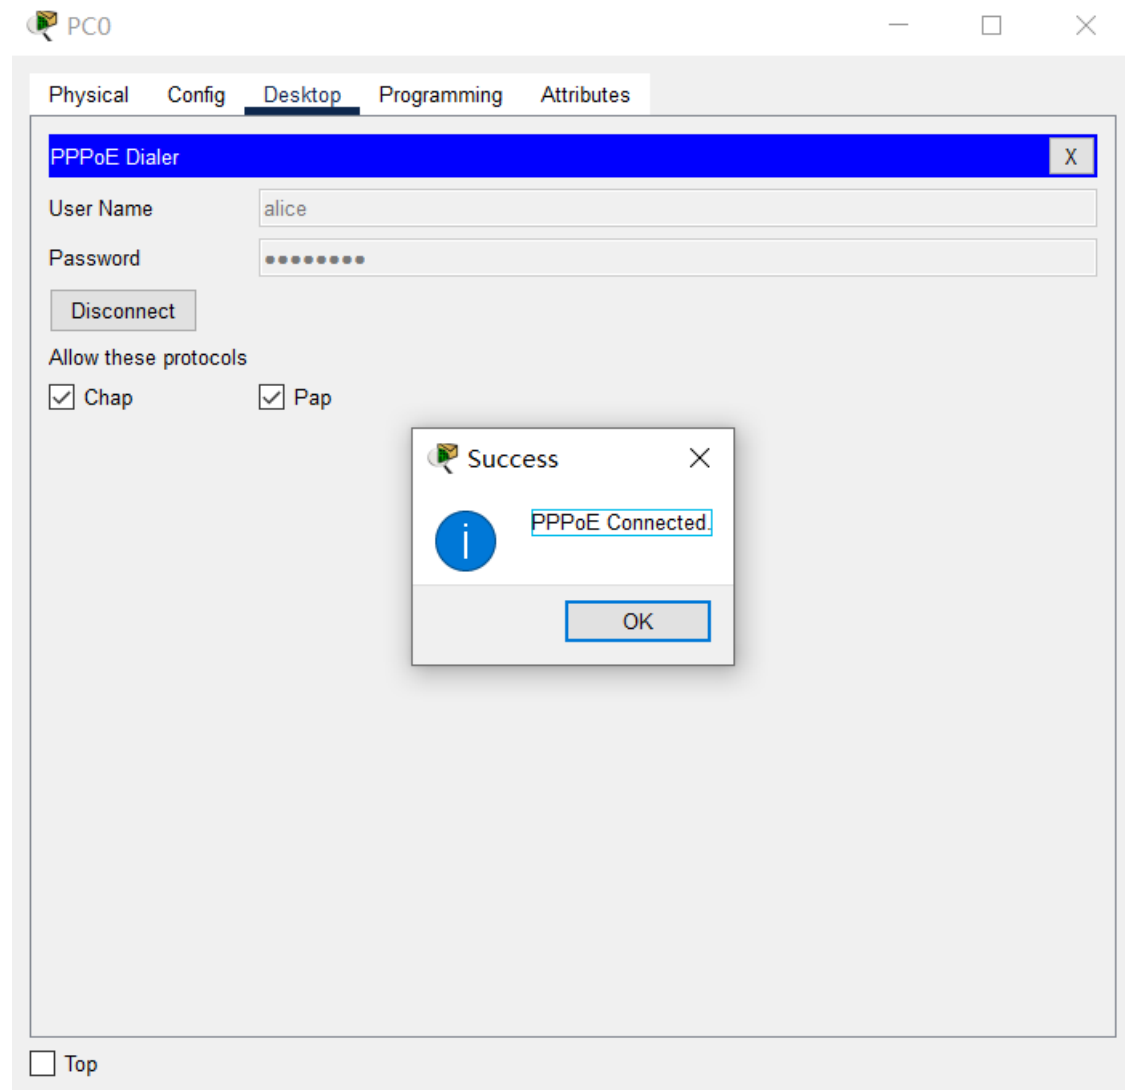 PC0
Physical Config Desktop Programming Attributes
PPPoE Dialer X
User Name alice
Password ●●●●●●●●
Disconnect
Allow these protocols
Chap Pap
Success
PPPoE Connected.
OK
Top